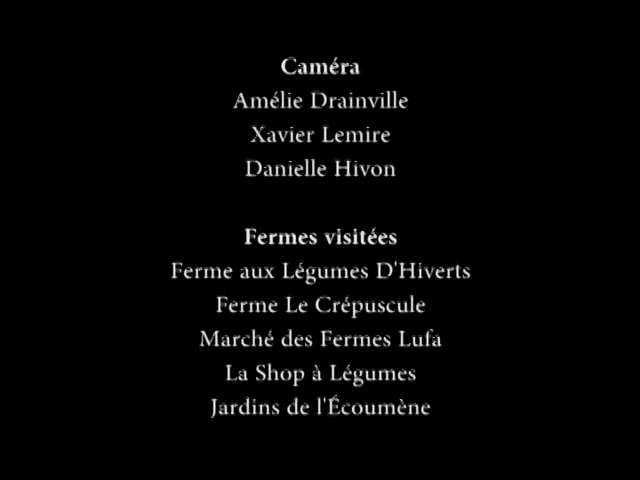 Caméra
Amélie Drainville
Xavier Lemire
Danielle Hivon
Fermes visitées
Ferme aux Légumes D'Hiverts
Ferme Le Crépuscule
Marché des Fermes Lufa
La Shop à Légumes
Jardins de l'Écoumène